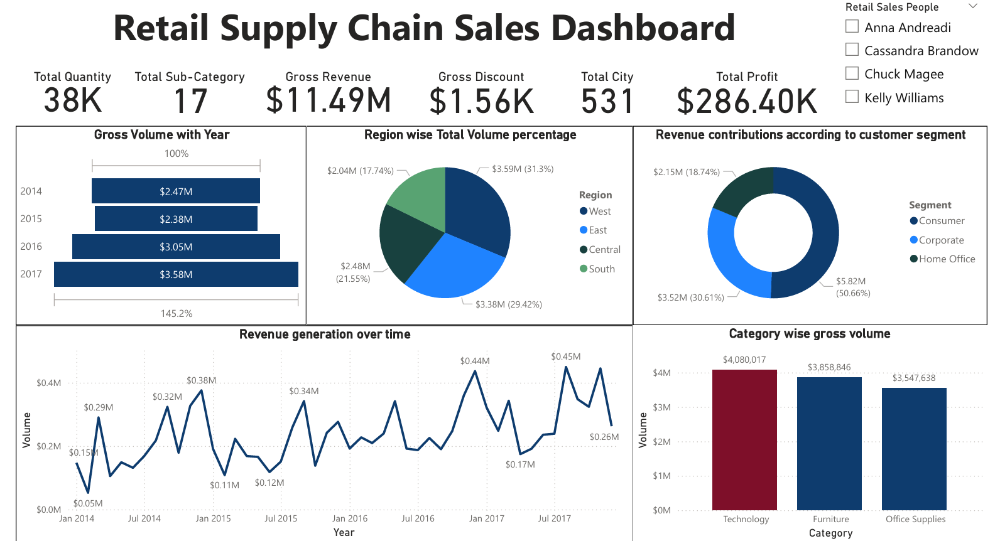 Retail Supply Chain Sales Dashboard
Retail Sales People
Anna Andreadi
Cassandra Brandow
Chuck Magee
Kelly Williams
Total Quantity
38K
Total Sub-Category
17
Gross Revenue
$11.49M
Gross Discount
$1.56K
Total City
531
Total Profit
$286.40K
Gross Volume with Year
100%
2014
$2.47M
2015
$2.38M
2016
$3.05M
2017
$3.58M
145.2%
Region wise Total Volume percentage
$2.04M (17.74%)
$3.59M (31.3%)
$2.48M
(21.55%)
$3.38M (29.42%)
Region
West
East
Central
South
Revenue contributions according to customer segment
$2.15M (18.74%)
$3.52M (30.61%)
$5.82M
(50.66%)
Segment
Consumer
Corporate
Home Office
Revenue generation over time
Volume
$0.4M
$0.2M
$0.0M
$0.15M
$0.05M
$0.29M
$0.32M
$0.38M
$0.11M
$0.12M
$0.34M
$0.44M
$0.17M
$0.45M
$0.26M
Jan 2014
Jul 2014
Jan 2015
Jul 2015
Jan 2016
Jul 2016
Jan 2017
Jul 2017
Year
Category wise gross volume
Volume
$4M
$3M
$2M
$1M
$0M
$4,080,017
$3,858,846
$3,547,638
Technology
Furniture
Office Supplies
Category